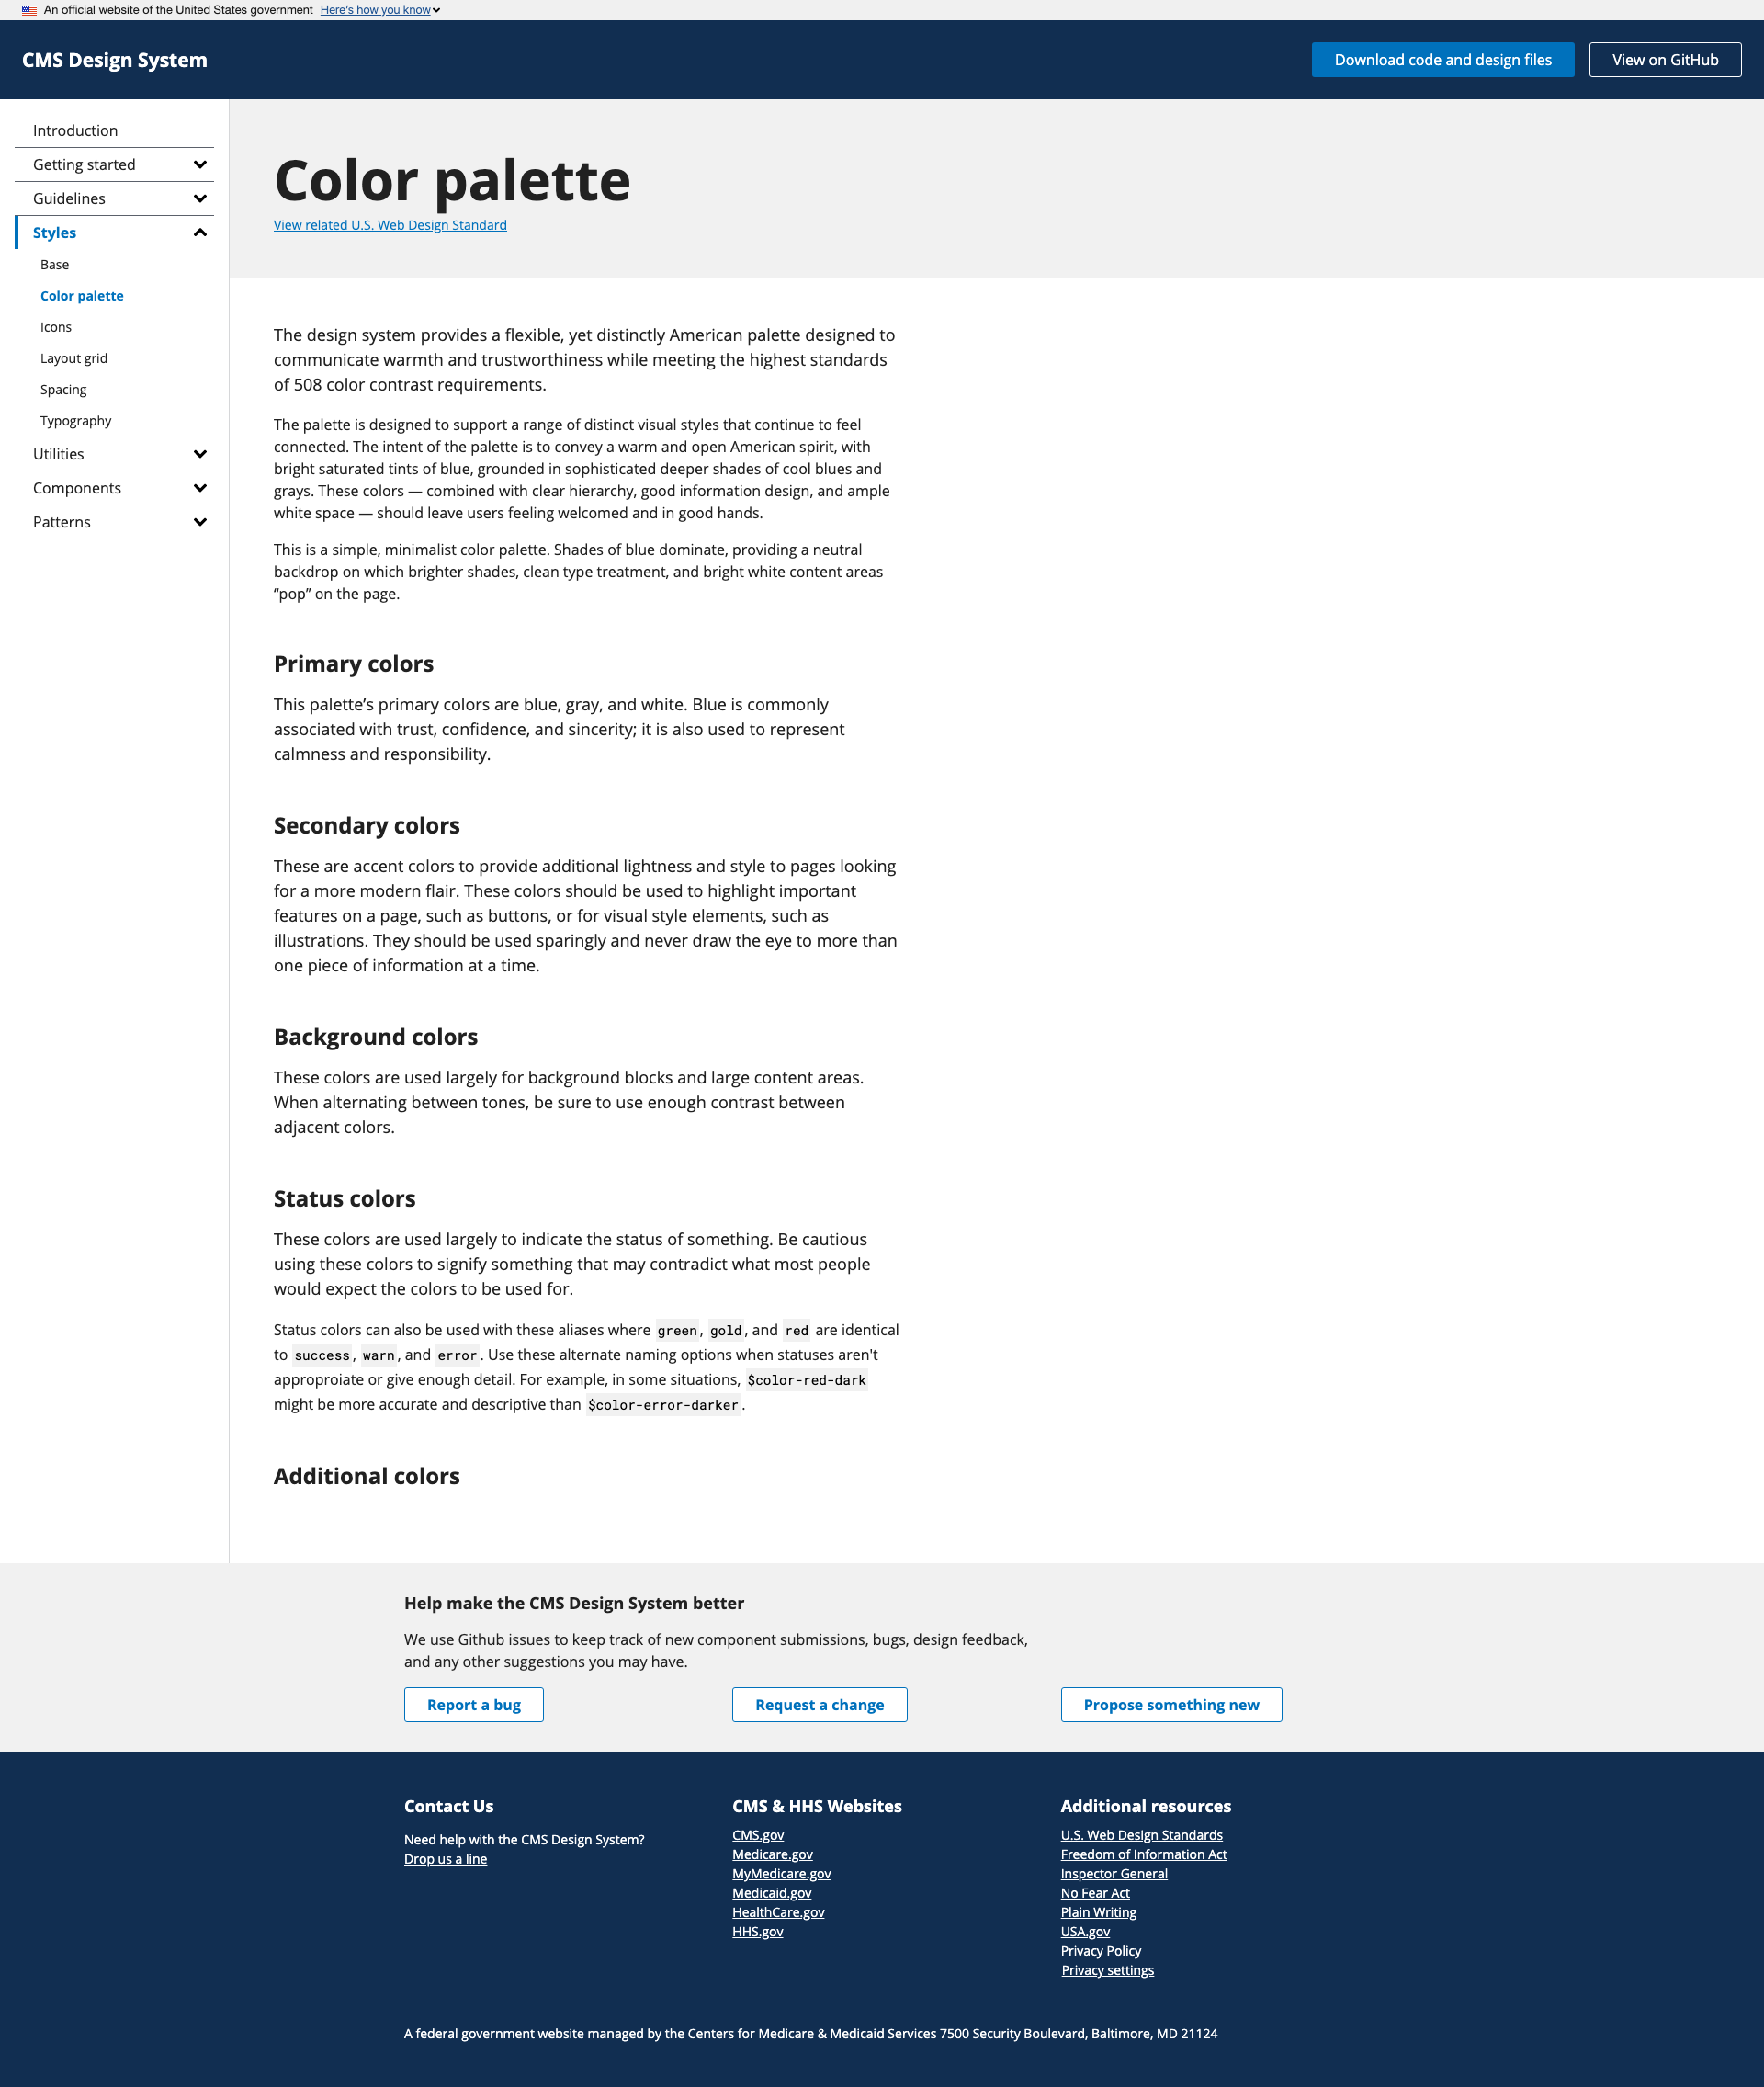 An official website of the United States government Here's how you know
CMS Design System
Download code and design files
View on GitHub
Introduction
Getting started
Guidelines
Styles
Base
Color palette
Icons
Layout grid
Spacing
Typography
Utilities
Components
Patterns
Color palette
View related U.S. Web Design Standard
The design system provides a flexible, yet distinctly American palette designed to
communicate warmth and trustworthiness while meeting the highest standards
of 508 color contrast requirements.
The palette is designed to support a range of distinct visual styles that continue to feel
connected. The intent of the palette is to convey a warm and open American spirit, with
bright saturated tints of blue, grounded in sophisticated deeper shades of cool blues and
grays. These colors — combined with clear hierarchy, good information design, and ample
white space — should leave users feeling welcomed and in good hands.
This is a simple, minimalist color palette. Shades of blue dominate, providing a neutral
backdrop on which brighter shades, clean type treatment, and bright white content areas
“pop” on the page.
Primary colors
This palette’s primary colors are blue, gray, and white. Blue is commonly
associated with trust, confidence, and sincerity; it is also used to represent
calmness and responsibility.
Secondary colors
These are accent colors to provide additional lightness and style to pages looking
for a more modern flair. These colors should be used to highlight important
features on a page, such as buttons, or for visual style elements, such as
illustrations. They should be used sparingly and never draw the eye to more than
one piece of information at a time.
Background colors
These colors are used largely for background blocks and large content areas.
When alternating between tones, be sure to use enough contrast between
adjacent colors.
Status colors
These colors are used largely to indicate the status of something. Be cautious
using these colors to signify something that may contradict what most people
would expect the colors to be used for.
Status colors can also be used with these aliases where green, gold, and red are identical
to success, warn, and error. Use these alternate naming options when statuses aren't
approproiate or give enough detail. For example, in some situations, $color-red-dark
might be more accurate and descriptive than $color-error-darker.
Additional colors
Help make the CMS Design System better
We use Github issues to keep track of new component submissions, bugs, design feedback,
and any other suggestions you may have.
Report a bug
Request a change
Propose something new
Contact Us
Need help with the CMS Design System?
Drop us a line
CMS & HHS Websites
CMS.gov
Medicare.gov
MyMedicare.gov
Medicaid.gov
HealthCare.gov
HHS.gov
Additional resources
U.S. Web Design Standards
Freedom of Information Act
Inspector General
No Fear Act
Plain Writing
USA.gov
Privacy Policy
Privacy settings
A federal government website managed by the Centers for Medicare & Medicaid Services 7500 Security Boulevard, Baltimore, MD 21124